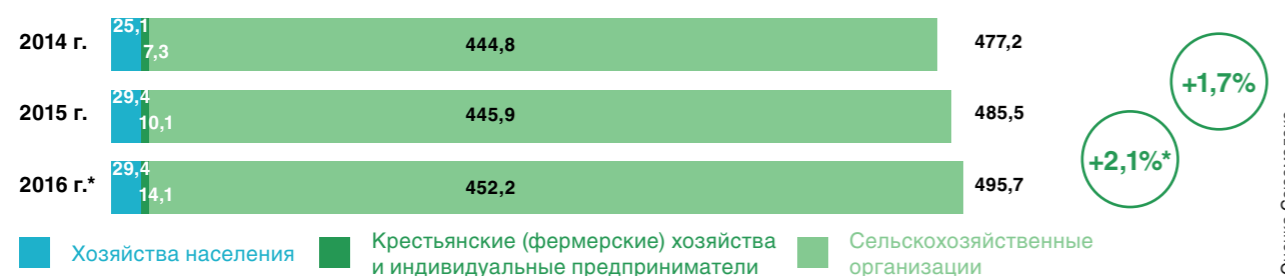 2014 г. 25,1 7,3 444,8 477,2
+1,7%
2015 г. 29,4 10,1 445,9 485,5
+2,1%*
2016 г.* 29,4 14,1 452,2 495,7
Хозяйства населения
Крестьянские (фермерские) хозяйства
и индивидуальные предприниматели
Сельскохозяйственные
организации